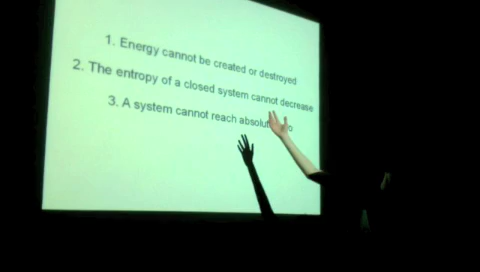 1. Energy cannot be created or destroyed
2. The entropy of a closed system cannot decrease
3. A system cannot reach absolut o